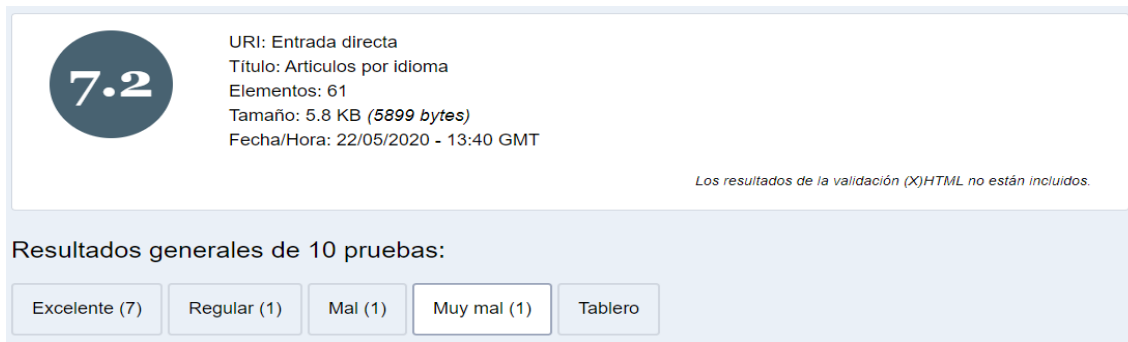 7.2
URI: Entrada directa
Título: Articulos por idioma
Elementos: 61
Tamaño: 5.8 KB (5899 bytes)
Fecha/Hora: 22/05/2020 - 13:40 GMT
Los resultados de la validación (X)HTML no están incluidos.
Resultados generales de 10 pruebas:
Excelente (7) Regular (1) Mal (1) Muy mal (1) Tablero